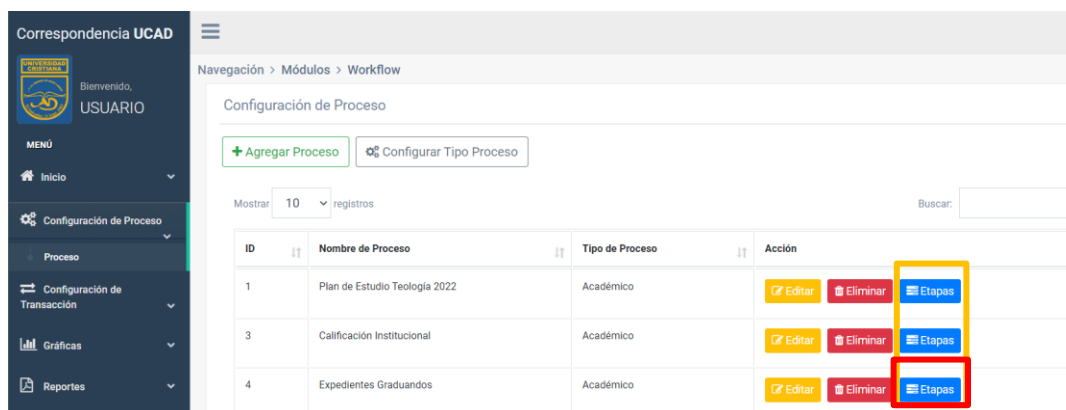 Correspondencia UCAD
UNIVERSIDAD
CRISTIANA
Bienvenido,
USUARIO
MENÚ
Inicio
Configuración de Proceso
Proceso
Configuración de
Transacción
Gráficas
Reportes
Navegación > Módulos > Workflow
Configuración de Proceso
Agregar Proceso Configurar Tipo Proceso
Mostrar 10 registros Buscar:
ID Nombre de Proceso Tipo de Proceso Acción
1 Plan de Estudio Teología 2022 Académico Editar Eliminar Etapas
3 Calificación Institucional Académico Editar Eliminar Etapas
4 Expedientes Graduandos Académico Editar Eliminar Etapas